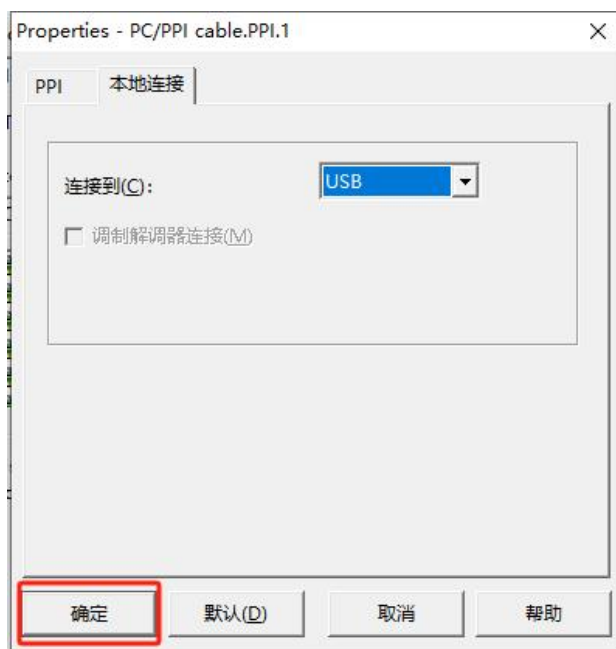 Properties - PC/PPI cable.PPI.1
PPI 本地连接
连接到(C): USB
调制解调器连接(M)
确定 默认(D) 取消 帮助